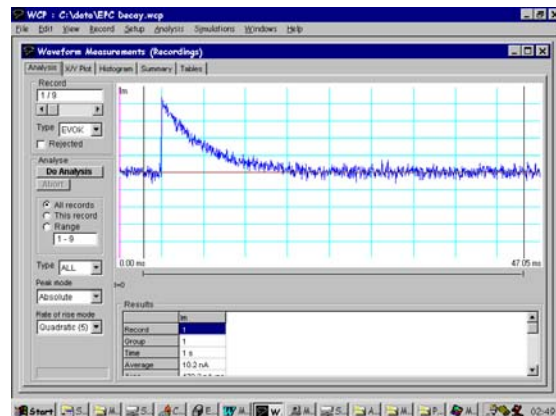 WCP : C:\data\EPC Decay.wcp
File Edit View Record Setup Analysis Simulations Windows Help
Waveform Measurements (Recordings)
Analysis X/Y Plot Histogram Summary Tables
Record
1 / 9
Type EVOK
Rejected
Analyse
Do Analysis
Abort
All records
This record
Range
1 - 9
Type ALL
Peak mode
Absolute
Rate of rise mode
Quadratic (5)
Im
0.00 ms 47.05 ms
t=0
Results
Im
Record 1
Group 1
Time 1 s
Average 10.2 nA
Start
02:49